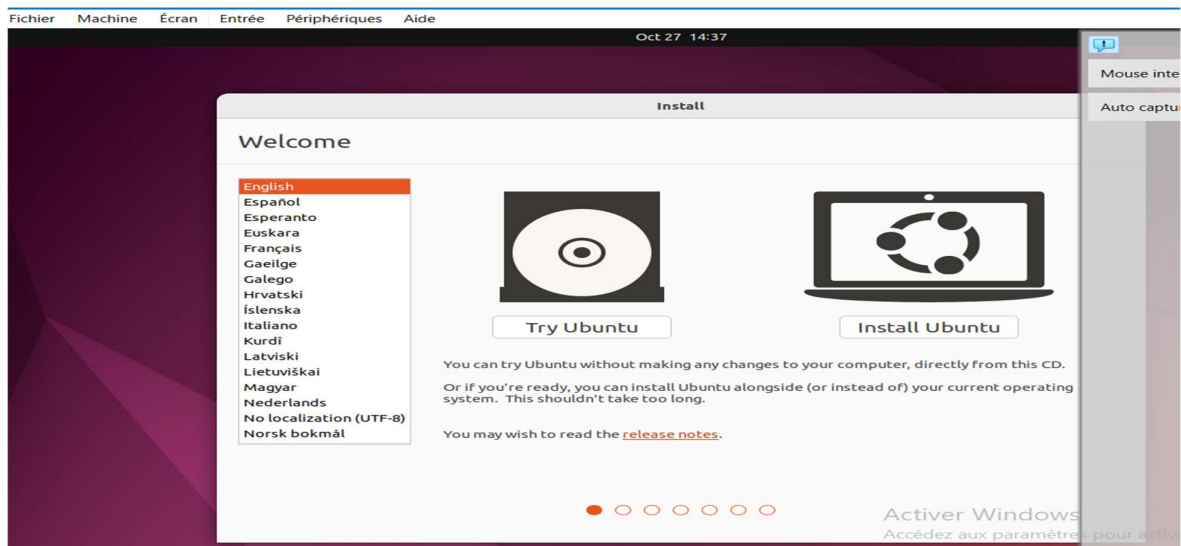 Fichier Machine Écran Entrée Périphériques Aide
Oct 27 14:37
Mouse inte
Auto captu
Install
Welcome
English
Español
Esperanto
Euskara
Français
Gaeilge
Galego
Hrvatski
Íslenska
Italiano
Kurdî
Latviski
Lietuviškai
Magyar
Nederlands
No localization (UTF-8)
Norsk bokmål
Try Ubuntu
Install Ubuntu
You can try Ubuntu without making any changes to your computer, directly from this CD.
Or if you're ready, you can install Ubuntu alongside (or instead of) your current operating
system. This shouldn't take too long.
You may wish to read the release notes.
Activer Windows
Accédez aux paramètres pour active